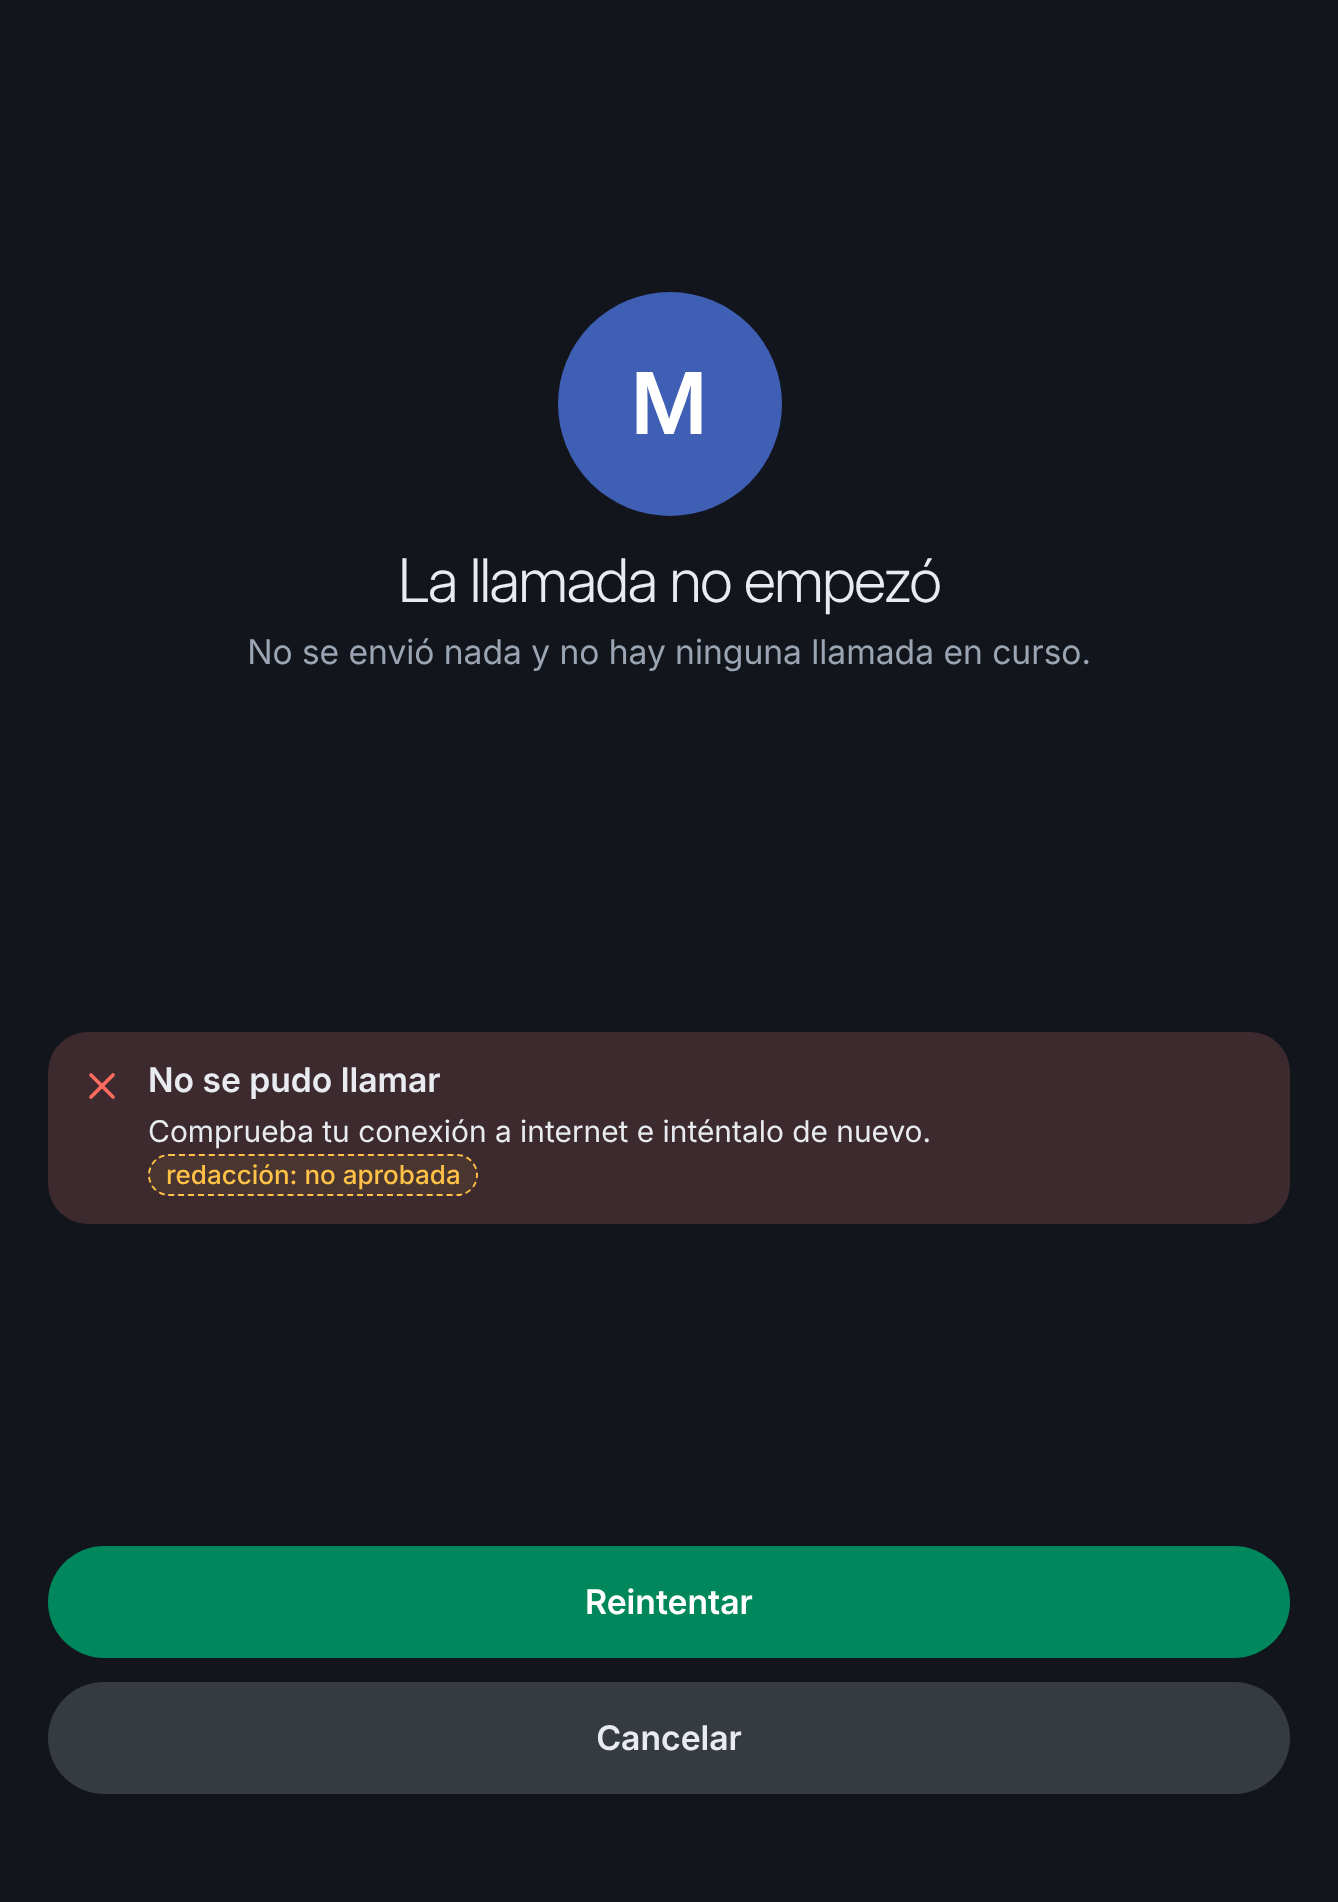 M
La llamada no empezó
No se envió nada y no hay ninguna llamada en curso.
No se pudo llamar
Comprueba tu conexión a internet e inténtalo de nuevo.
redacción: no aprobada
Reintentar
Cancelar